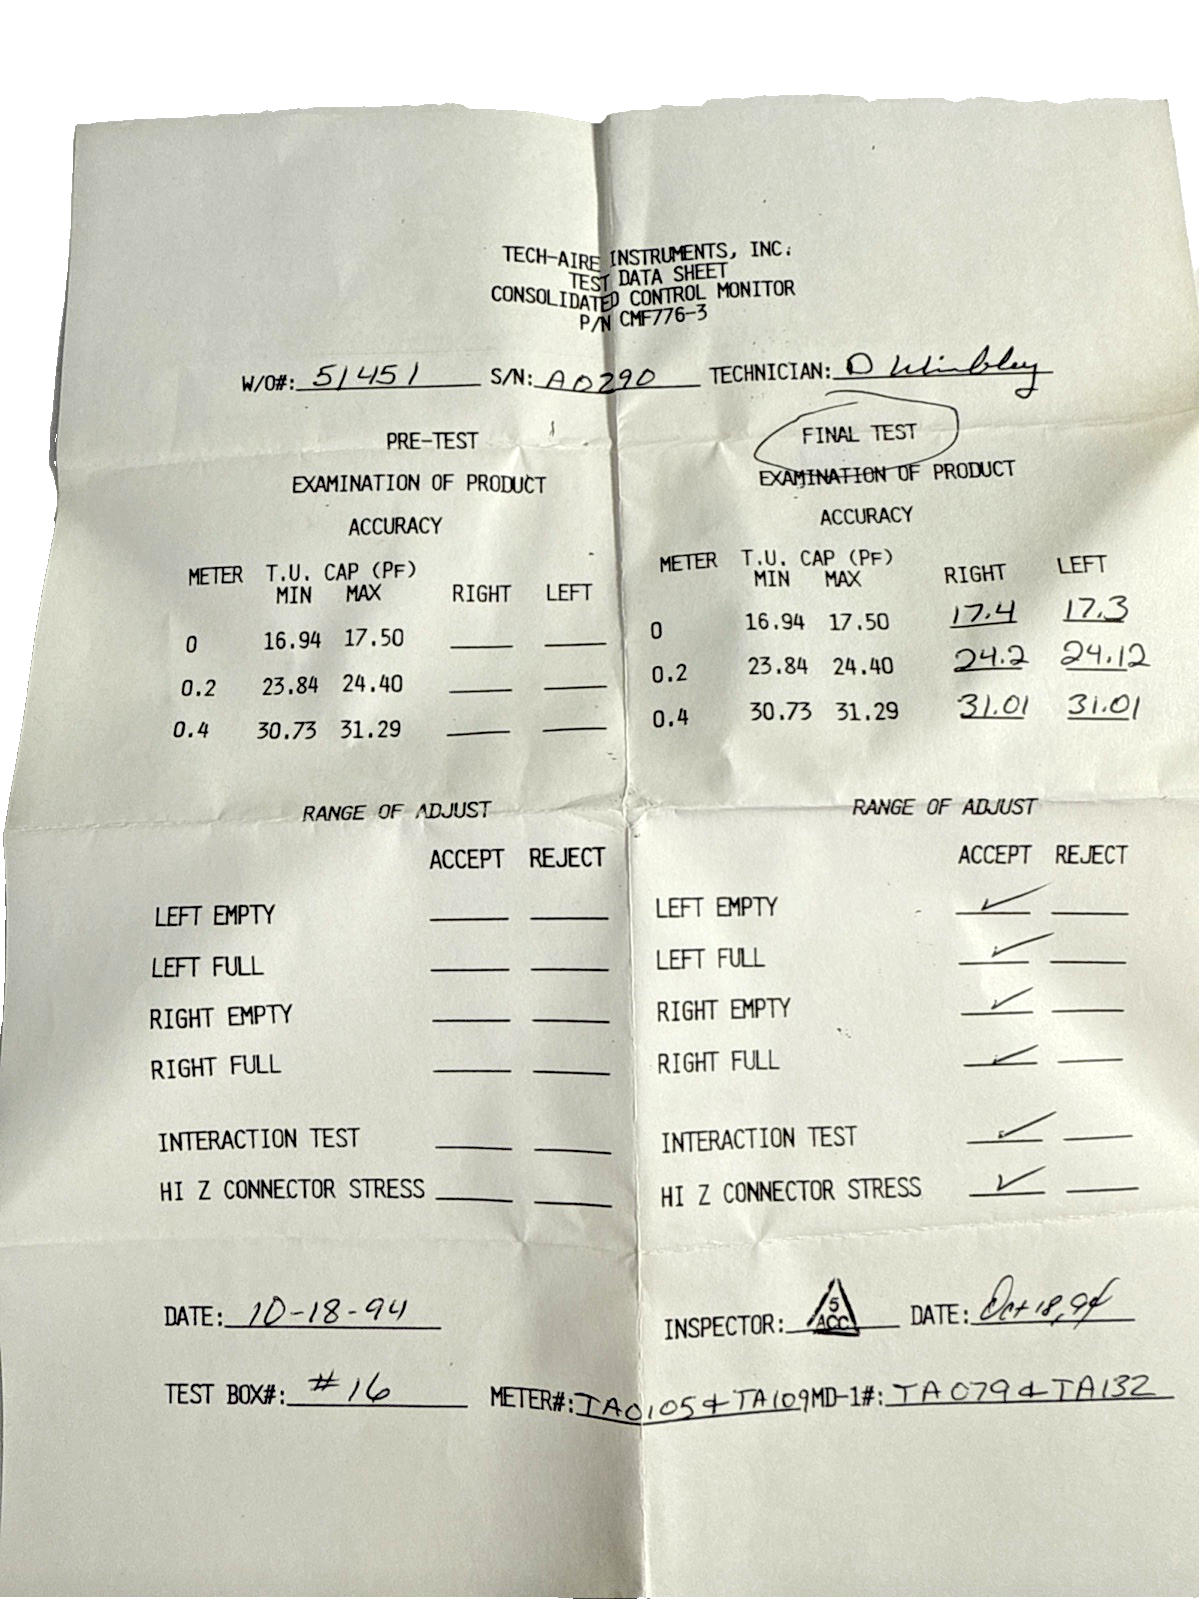 TECH-AIRE INSTRUMENTS, INC.
TEST DATA SHEET
CONSOLIDATED CONTROL MONITOR
P/N CMF776-3
W/O#: 51451 S/N: A0290 TECHNICIAN: D Wimbley
PRE-TEST
EXAMINATION OF PRODUCT
ACCURACY
METER T.U. CAP (PF)
MIN MAX RIGHT LEFT
0 16.94 17.50
0.2 23.84 24.40
0.4 30.73 31.29
RANGE OF ADJUST
ACCEPT REJECT
LEFT EMPTY
LEFT FULL
RIGHT EMPTY
RIGHT FULL
INTERACTION TEST
HI Z CONNECTOR STRESS
FINAL TEST
EXAMINATION OF PRODUCT
ACCURACY
METER T.U. CAP (PF)
MIN MAX RIGHT LEFT
0 16.94 17.50 17.4 17.3
0.2 23.84 24.40 24.2 24.12
0.4 30.73 31.29 31.01 31.01
RANGE OF ADJUST
ACCEPT REJECT
LEFT EMPTY ✓
LEFT FULL ✓
RIGHT EMPTY ✓
RIGHT FULL ✓
INTERACTION TEST ✓
HI Z CONNECTOR STRESS ✓
DATE: 10-18-94 INSPECTOR: 5 ACC DATE: Oct 18, 94
TEST BOX#: #16 METER#: TA0105 & TA109 MD-1#: TA079 & TA132